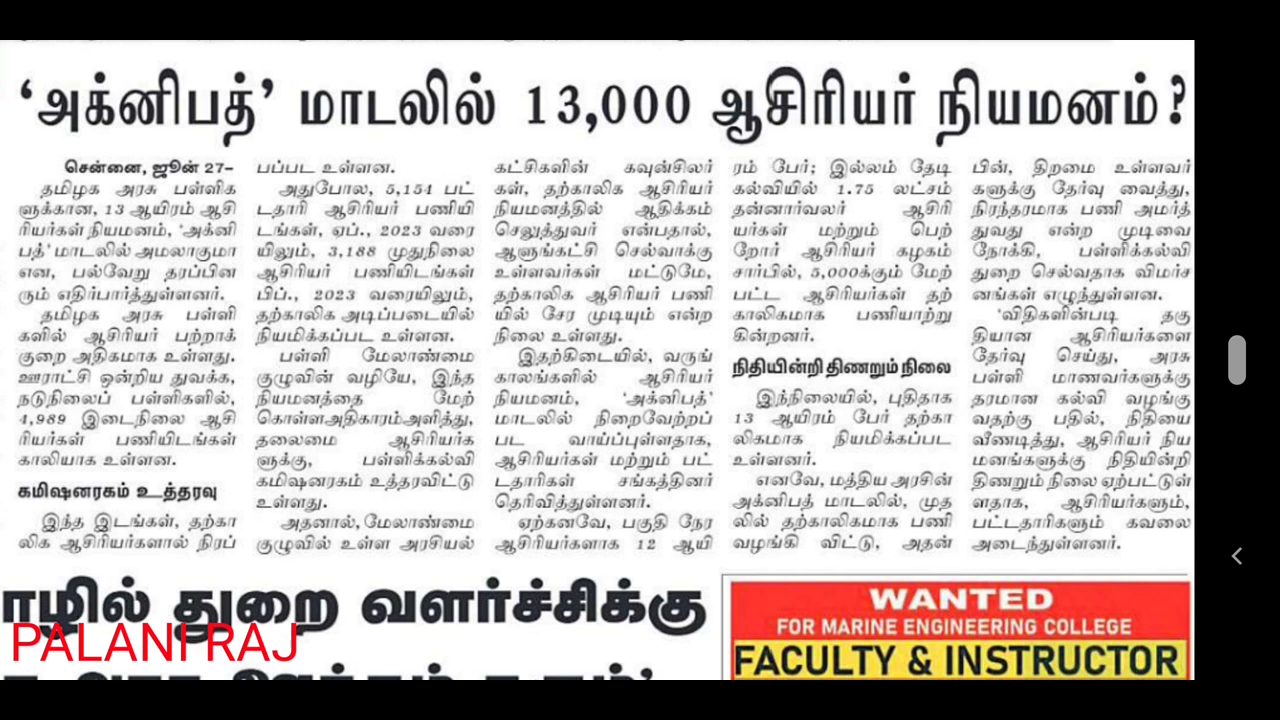 ‘அக்னிபத்’ மாடலில் 13,000 ஆசிரியர் நியமனம்?
சென்னை, ஜூன் 27–
தமிழக அரசு பள்ளிக
ளுக்கான, 13 ஆயிரம் ஆசி
ரியர்கள் நியமனம், ‘அக்னி
பத்’ மாடலில் அமலாகுமா
என, பல்வேறு தரப்பின
ரும் எதிர்பார்த்துள்ளனர்.
தமிழக அரசு பள்ளி
களில் ஆசிரியர் பற்றாக்
குறை அதிகமாக உள்ளது.
ஊராட்சி ஒன்றிய துவக்க,
நடுநிலைப் பள்ளிகளில்,
4,989 இடைநிலை ஆசி
ரியர்கள் பணியிடங்கள்
காலியாக உள்ளன.
கமிஷனரகம் உத்தரவு
இந்த இடங்கள், தற்கா
லிக ஆசிரியர்களால் நிரப்
பப்பட உள்ளன.
அதுபோல, 5,154 பட்
டதாரி ஆசிரியர் பணியி
டங்கள், ஏப்., 2023 வரை
யிலும், 3,188 முதுநிலை
ஆசிரியர் பணியிடங்கள்
பிப்., 2023 வரையிலும்,
தற்காலிக அடிப்படையில்
நியமிக்கப்பட உள்ளன.
பள்ளி மேலாண்மை
குழுவின் வழியே, இந்த
நியமனத்தை மேற்
கொள்ளஅதிகாரம்அளித்து,
தலைமை ஆசிரியர்க
ளுக்கு, பள்ளிக்கல்வி
கமிஷனரகம் உத்தரவிட்டு
உள்ளது.
அதனால், மேலாண்மை
குழுவில் உள்ள அரசியல்
கட்சிகளின் கவுன்சிலர்
கள், தற்காலிக ஆசிரியர்
நியமனத்தில் ஆதிக்கம்
செலுத்துவர் என்பதால்,
ஆளுங்கட்சி செல்வாக்கு
உள்ளவர்கள் மட்டுமே,
தற்காலிக ஆசிரியர் பணி
யில் சேர முடியும் என்ற
நிலை உள்ளது.
இதற்கிடையில், வருங்
காலங்களில் ஆசிரியர்
நியமனம், ‘அக்னிபத்’
மாடலில் நிறைவேற்றப்
பட வாய்ப்புள்ளதாக,
ஆசிரியர்கள் மற்றும் பட்
டதாரிகள் சங்கத்தினர்
தெரிவித்துள்ளனர்.
ஏற்கனவே, பகுதி நேர
ஆசிரியர்களாக 12 ஆயி
ரம் பேர்; இல்லம் தேடி
கல்வியில் 1.75 லட்சம்
தன்னார்வலர் ஆசிரி
யர்கள் மற்றும் பெற்
றோர் ஆசிரியர் கழகம்
சார்பில், 5,000க்கும் மேற்
பட்ட ஆசிரியர்கள் தற்
காலிகமாக பணியாற்று
கின்றனர்.
நிதியின்றி திணறும் நிலை
இந்நிலையில், புதிதாக
13 ஆயிரம் பேர் தற்கா
லிகமாக நியமிக்கப்பட
உள்ளனர்.
எனவே, மத்திய அரசின்
அக்னிபத் மாடலில், முத
லில் தற்காலிகமாக பணி
வழங்கி விட்டு, அதன்
பின், திறமை உள்ளவர்
களுக்கு தேர்வு வைத்து,
நிரந்தரமாக பணி அமர்த்
துவது என்ற முடிவை
நோக்கி, பள்ளிக்கல்வி
துறை செல்வதாக விமர்ச
னங்கள் எழுந்துள்ளன.
‘விதிகளின்படி தகு
தியான ஆசிரியர்களை
தேர்வு செய்து, அரசு
பள்ளி மாணவர்களுக்கு
தரமான கல்வி வழங்கு
வதற்கு பதில், நிதியை
வீணடித்து, ஆசிரியர் நிய
மனங்களுக்கு நிதியின்றி
திணறும் நிலை ஏற்பட்டுள்
ளதாக, ஆசிரியர்களும்,
பட்டதாரிகளும் கவலை
அடைந்துள்ளனர்.
ாழில் துறை வளர்ச்சிக்கு
PALANI RAJ
WANTED
FOR MARINE ENGINEERING COLLEGE
FACULTY & INSTRUCTOR